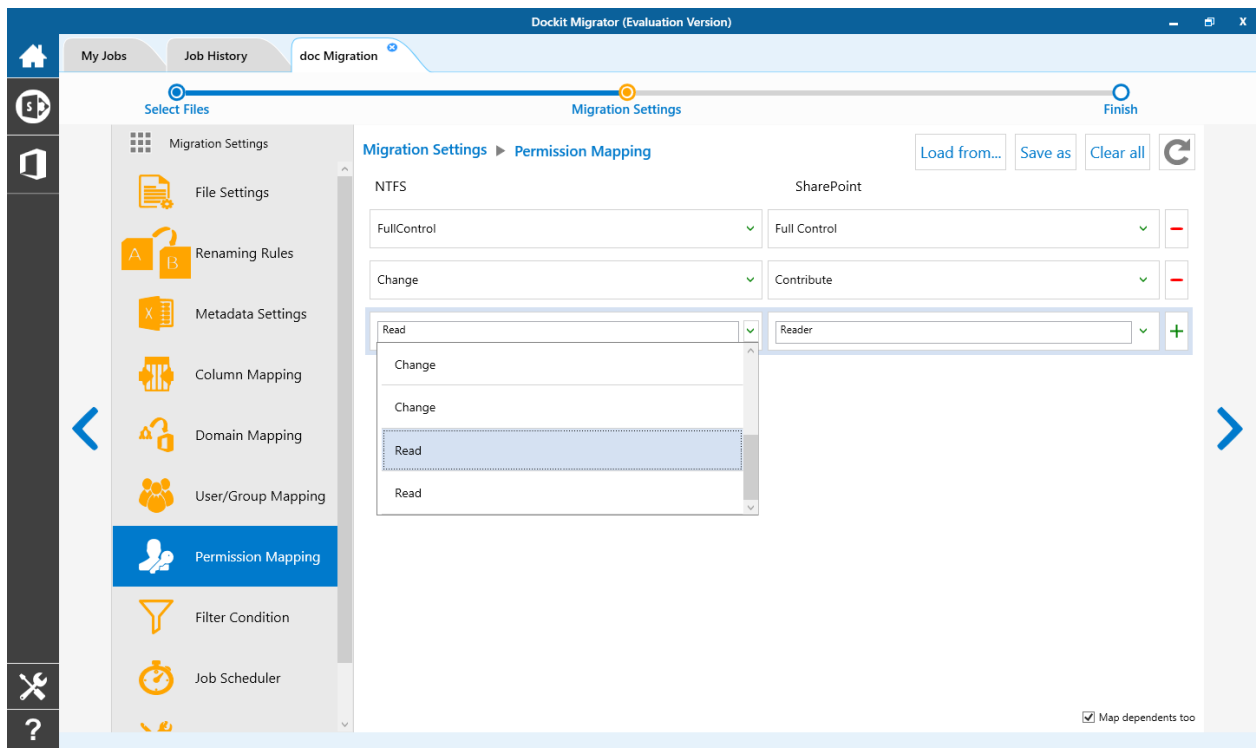 Dockit Migrator (Evaluation Version)
X
My Jobs
Job History
doc Migration
Select Files
Migration Settings
Finish
Migration Settings
File Settings
A
B
Renaming Rules
X
Metadata Settings
Column Mapping
Domain Mapping
User/Group Mapping
Permission Mapping
Filter Condition
Job Scheduler
S
?
Migration Settings ▶ Permission Mapping
Load from...
Save as
Clear all
NTFS
SharePoint
FullControl
Full Control
Change
Contribute
Read
Reader
Change
Change
Read
Read
Map dependents too